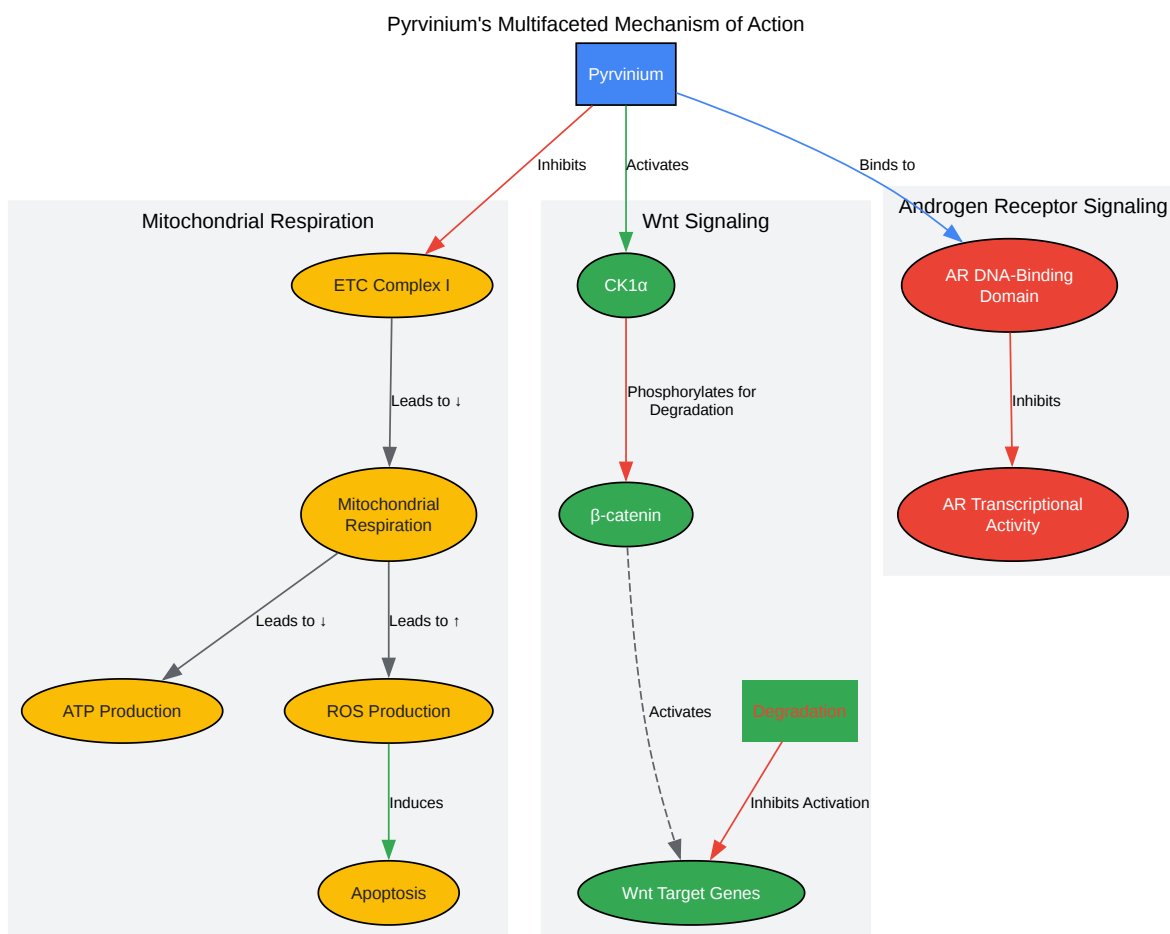 Pyrvinium's Multifaceted Mechanism of Action
Pyrvinium
Inhibits
Activates
Binds to
Mitochondrial Respiration
ETC Complex I
Leads to ↓
Mitochondrial
Respiration
Leads to ↓
Leads to ↑
ATP Production
ROS Production
Induces
Apoptosis
Wnt Signaling
CK1α
Phosphorylates for
Degradation
β-catenin
Activates
Degradation
Inhibits Activation
Wnt Target Genes
Androgen Receptor Signaling
AR DNA-Binding
Domain
Inhibits
AR Transcriptional
Activity